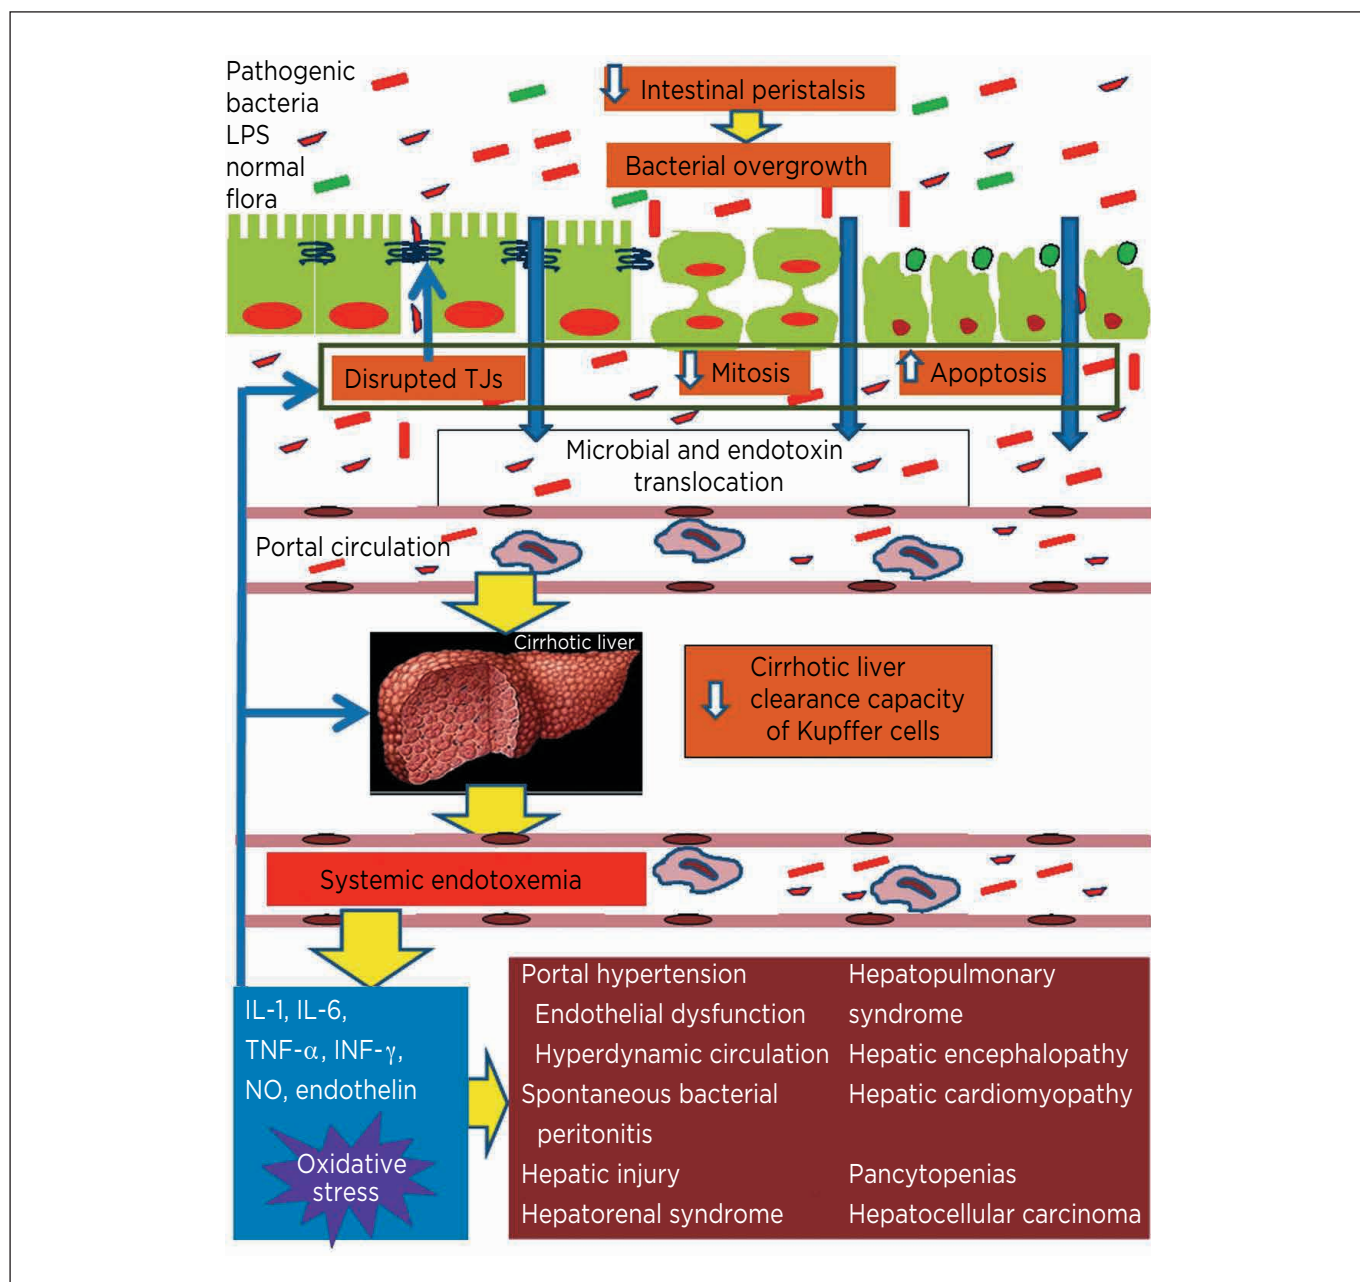 Pathogenic
bacteria
LPS
normal
flora
Intestinal peristalsis
Bacterial overgrowth
Disrupted TJs
Mitosis
Apoptosis
Microbial and endotoxin
translocation
Portal circulation
Cirrhotic liver
Cirrhotic liver
clearance capacity
of Kupffer cells
Systemic endotoxemia
IL-1, IL-6,
TNF-α, INF-γ,
NO, endothelin
Oxidative
stress
Portal hypertension
Endothelial dysfunction
Hyperdynamic circulation
Spontaneous bacterial
peritonitis
Hepatic injury
Hepatorenal syndrome
Hepatopulmonary
syndrome
Hepatic encephalopathy
Hepatic cardiomyopathy
Pancytopenias
Hepatocellular carcinoma